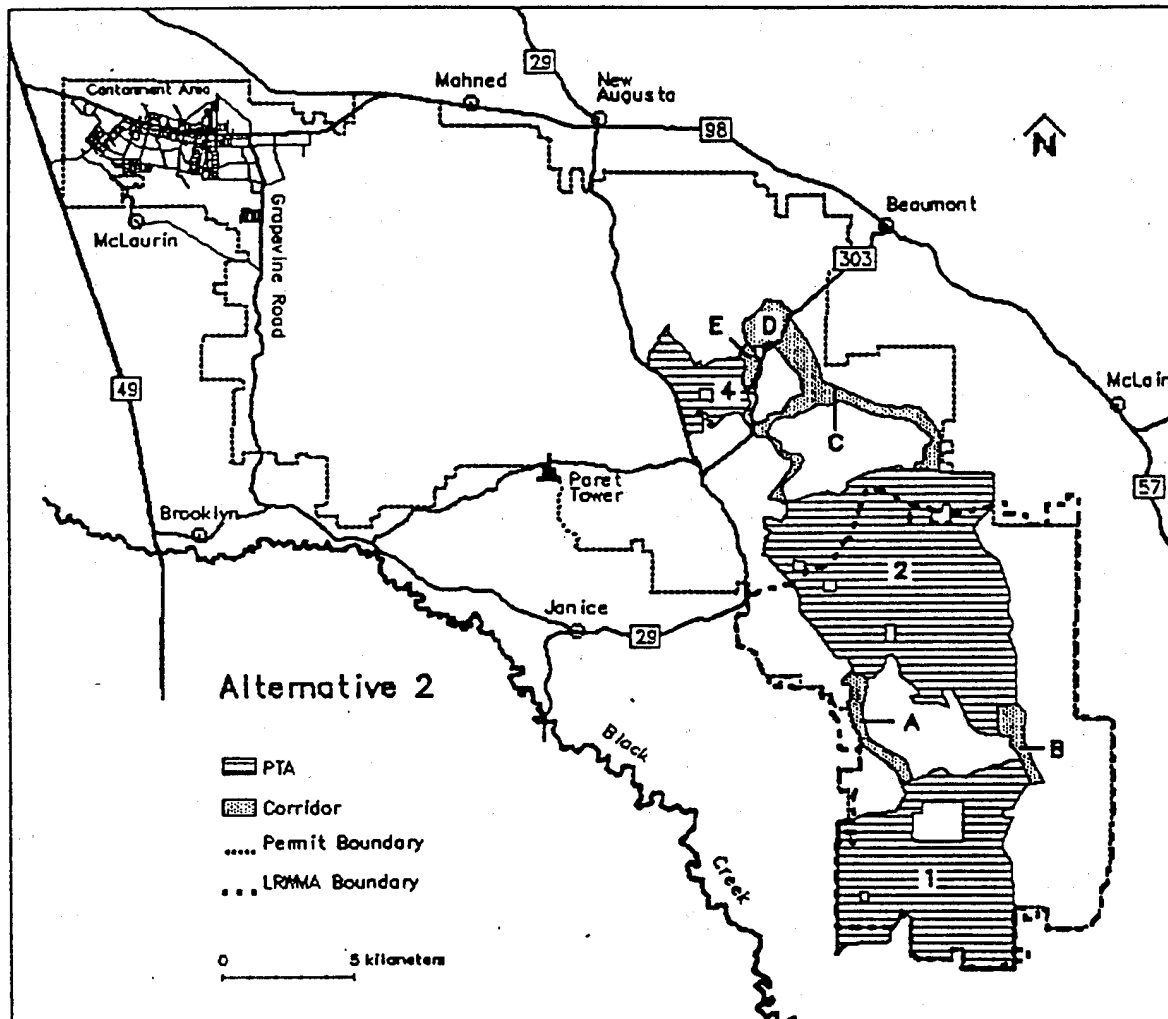 29
Mahned
New
Augusta
Cantonment Area
98
N
Beaumont
McLaurin
Grapevine Road
303
E
D
McLain
49
4
C
57
Paret
Tower
Brooklyn
2
Janice
29
Alternative 2
A
B
Black
PTA
Corridor
Permit Boundary
LRWMA Boundary
1
Creek
0
5 kilometers